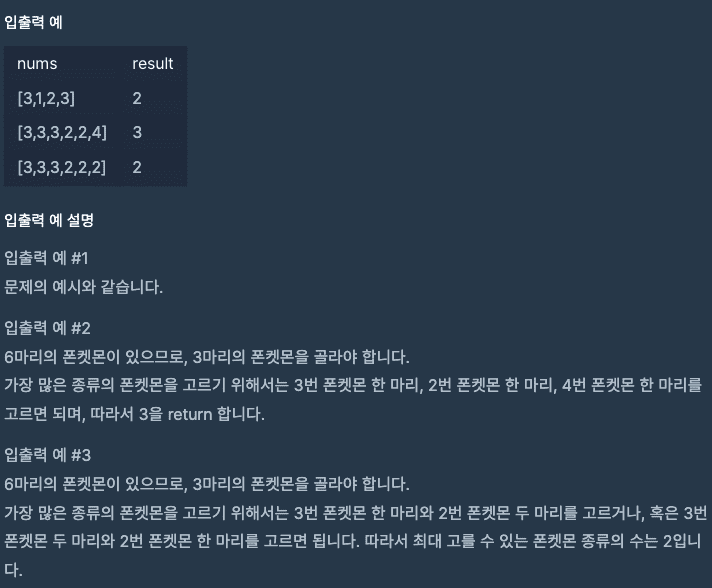 입출력 예
nums result
[3,1,2,3] 2
[3,3,3,2,2,4] 3
[3,3,3,2,2,2] 2
입출력 예 설명
입출력 예 #1
문제의 예시와 같습니다.
입출력 예 #2
6마리의 폰켓몬이 있으므로, 3마리의 폰켓몬을 골라야 합니다.
가장 많은 종류의 폰켓몬을 고르기 위해서는 3번 폰켓몬 한 마리, 2번 폰켓몬 한 마리, 4번 폰켓몬 한 마리를
고르면 되며, 따라서 3을 return 합니다.
입출력 예 #3
6마리의 폰켓몬이 있으므로, 3마리의 폰켓몬을 골라야 합니다.
가장 많은 종류의 폰켓몬을 고르기 위해서는 3번 폰켓몬 한 마리와 2번 폰켓몬 두 마리를 고르거나, 혹은 3번
폰켓몬 두 마리와 2번 폰켓몬 한 마리를 고르면 됩니다. 따라서 최대 고를 수 있는 폰켓몬 종류의 수는 2입니
다.